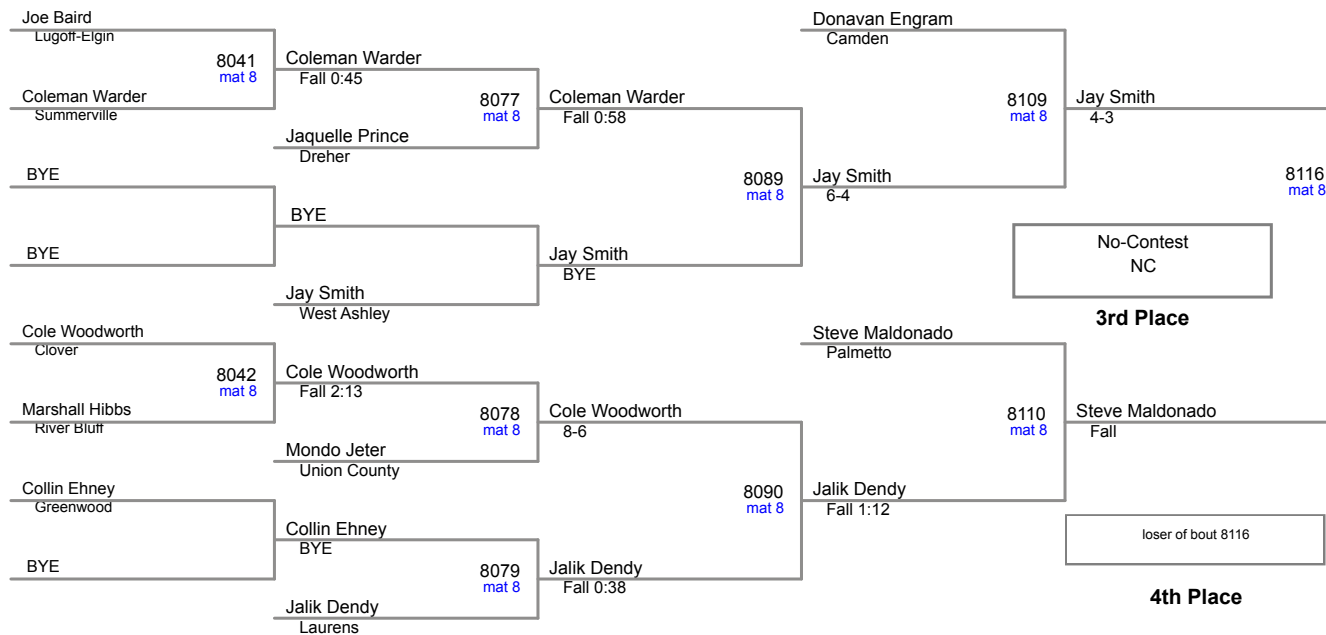 Joe Baird
Lugoff-Elgin
8041
mat 8
Coleman Warder
Summerville
BYE
BYE
Cole Woodworth
Clover
8042
mat 8
Marshall Hibbs
River Bluff
Collin Ehney
Greenwood
BYE
Coleman Warder
Fall 0:45
8077
mat 8
Jaquelle Prince
Dreher
BYE
Jay Smith
West Ashley
Cole Woodworth
Fall 2:13
8078
mat 8
Mondo Jeter
Union County
Collin Ehney
BYE
8079
mat 8
Jalik Dendy
Laurens
Coleman Warder
Fall 0:58
8089
mat 8
Jay Smith
BYE
Cole Woodworth
8-6
8090
mat 8
Jalik Dendy
Fall 0:38
Donavan Engram
Camden
8109
mat 8
Jay Smith
6-4
Steve Maldonado
Palmetto
8110
mat 8
Jalik Dendy
Fall 1:12
Jay Smith
4-3
8116
mat 8
No-Contest
NC
3rd Place
Steve Maldonado
Fall
loser of bout 8116
4th Place